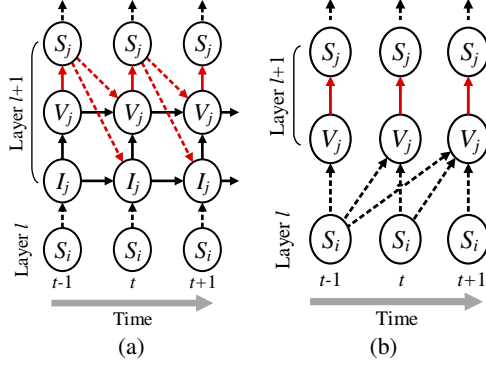 S_j S_j S_j
V_j V_j V_j
I_j I_j I_j
S_i S_i S_i
Layer l+1
Layer l
t-1 t t+1
Time
(a)
S_j S_j S_j
V_j V_j V_j
S_i S_i S_i
Layer l+1
Layer l
t-1 t t+1
Time
(b)